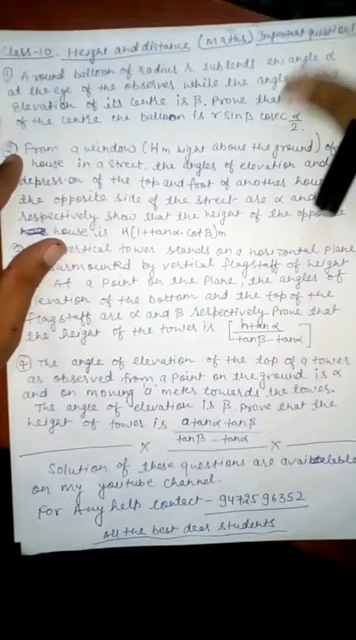 Class-10. Height and distance (Maths) Important question
① A round balloon of radius r subtends an angle α
at the eye of the observer while the angle
Elevation of its centre is β. Prove that
of the centre the balloon is r sinβ cosec α/2.
② From a window (Hm hight above the ground) of
house in a street, the angles of elevation and
depression of the top and foot of another hou
the opposite side of the street are α and
respectively show that the height of the oppo
house is H(1+tanα.cotβ)m
vertical tower stands on a horizontal plane
surmounted by vertical flagstaff of height
At a point on the plane, the angles of
elevation of the bottom and the top of the
flagstaff are α and β respectively. Prove that
the height of the tower is [h tanα / tanβ - tanα]
④ The angle of elevation of the top of a tower
as observed from a point on the ground is α
and on moving 'a' meter towards the tower.
The angle of elevation is β prove that the
height of tower is a tanα tanβ / tanβ - tanα
Solution of these questions are available
on my youtube channel.
For Any help contect - 9472596352
All the best dear students